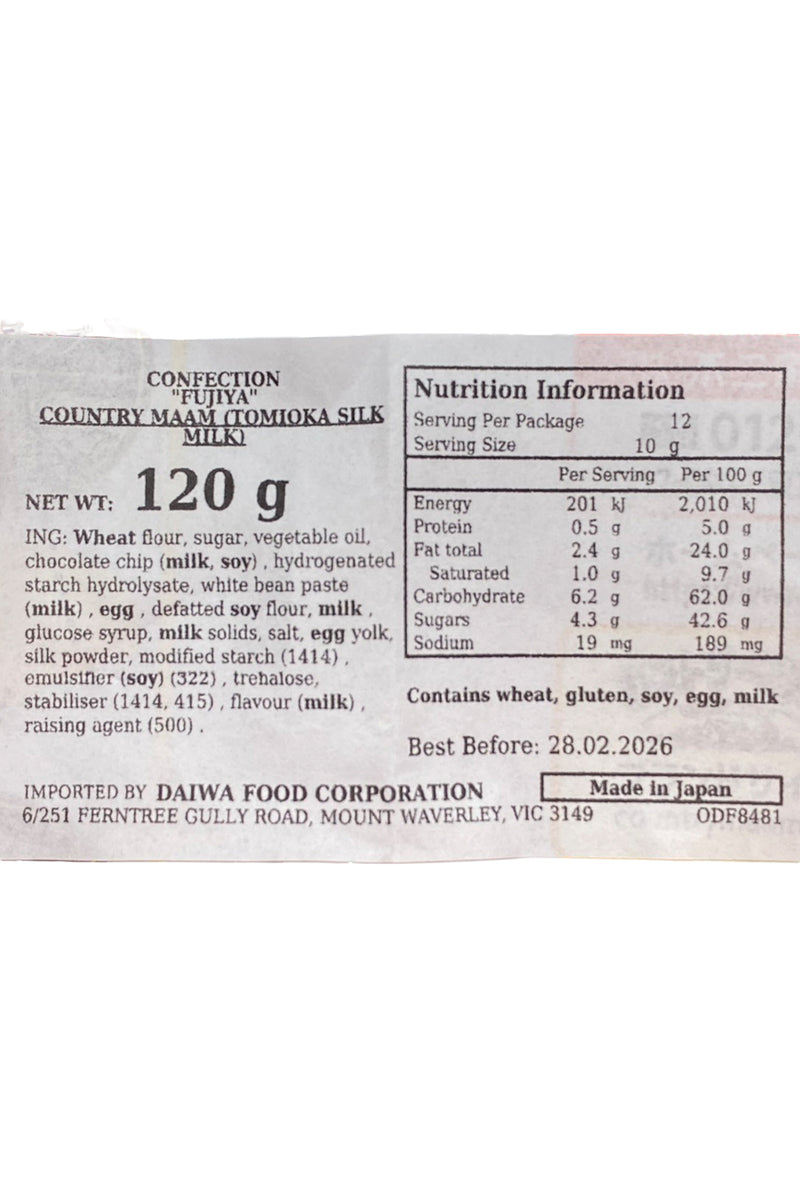 CONFECTION
"FUJIYA"
COUNTRY MAAM (TOMIOKA SILK
MILK)
NET WT: 120 g
ING: Wheat flour, sugar, vegetable oil,
chocolate chip (milk, soy) , hydrogenated
starch hydrolysate, white bean paste
(milk) , egg , defatted soy flour, milk ,
glucose syrup, milk solids, salt, egg yolk,
silk powder, modified starch (1414) ,
emulsifier (soy) (322) , trehalose,
stabiliser (1414, 415) , flavour (milk) ,
raising agent (500) .
Nutrition Information
Serving Per Package 12
Serving Size 10 g
Per Serving Per 100 g
Energy 201 kJ 2,010 kJ
Protein 0.5 g 5.0 g
Fat total 2.4 g 24.0 g
Saturated 1.0 g 9.7 g
Carbohydrate 6.2 g 62.0 g
Sugars 4.3 g 42.6 g
Sodium 19 mg 189 mg
Contains wheat, gluten, soy, egg, milk
Best Before: 28.02.2026
IMPORTED BY DAIWA FOOD CORPORATION
Made in Japan
6/251 FERNTREE GULLY ROAD, MOUNT WAVERLEY, VIC 3149
ODF8481